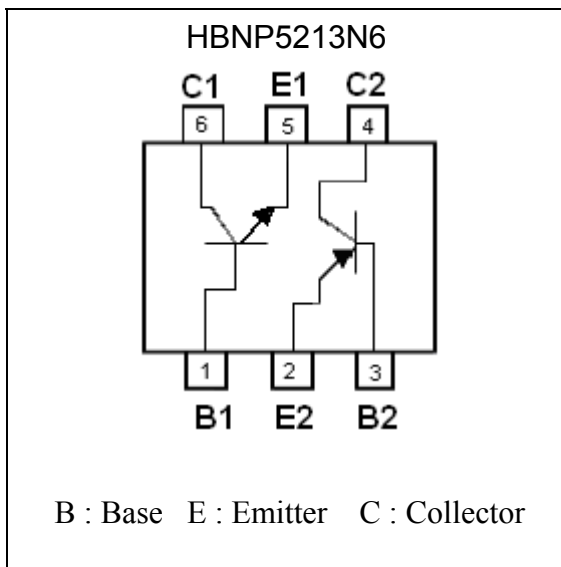 HBNP5213N6
C1 E1 C2
6 5 4
1 2 3
B1 E2 B2
B : Base E : Emitter C : Collector